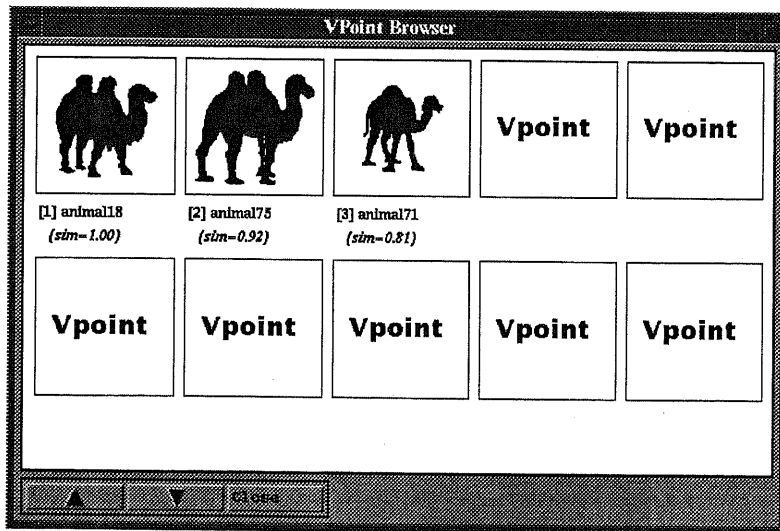 VPoint Browser
Vpoint
Vpoint
[1] animal18
[2] animal75
[3] animal71
(sim=1.00)
(sim=0.92)
(sim=0.81)
Vpoint
Vpoint
Vpoint
Vpoint
Vpoint
Close